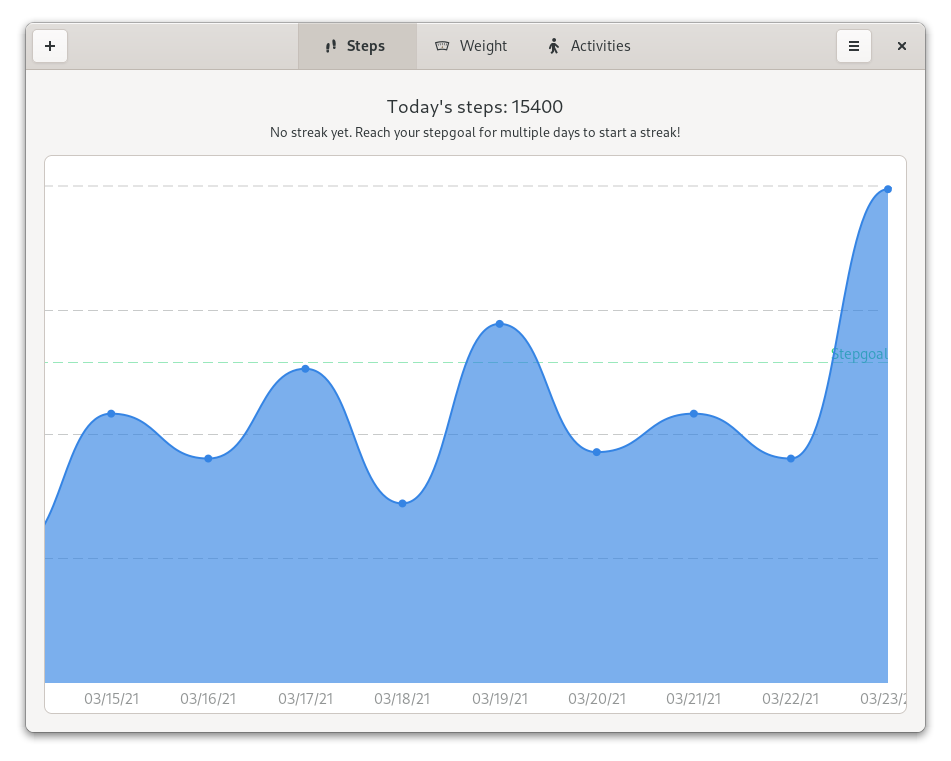 Steps Weight Activities
Today's steps: 15400
No streak yet. Reach your stepgoal for multiple days to start a streak!
Stepgoal
03/15/21 03/16/21 03/17/21 03/18/21 03/19/21 03/20/21 03/21/21 03/22/21 03/23/2